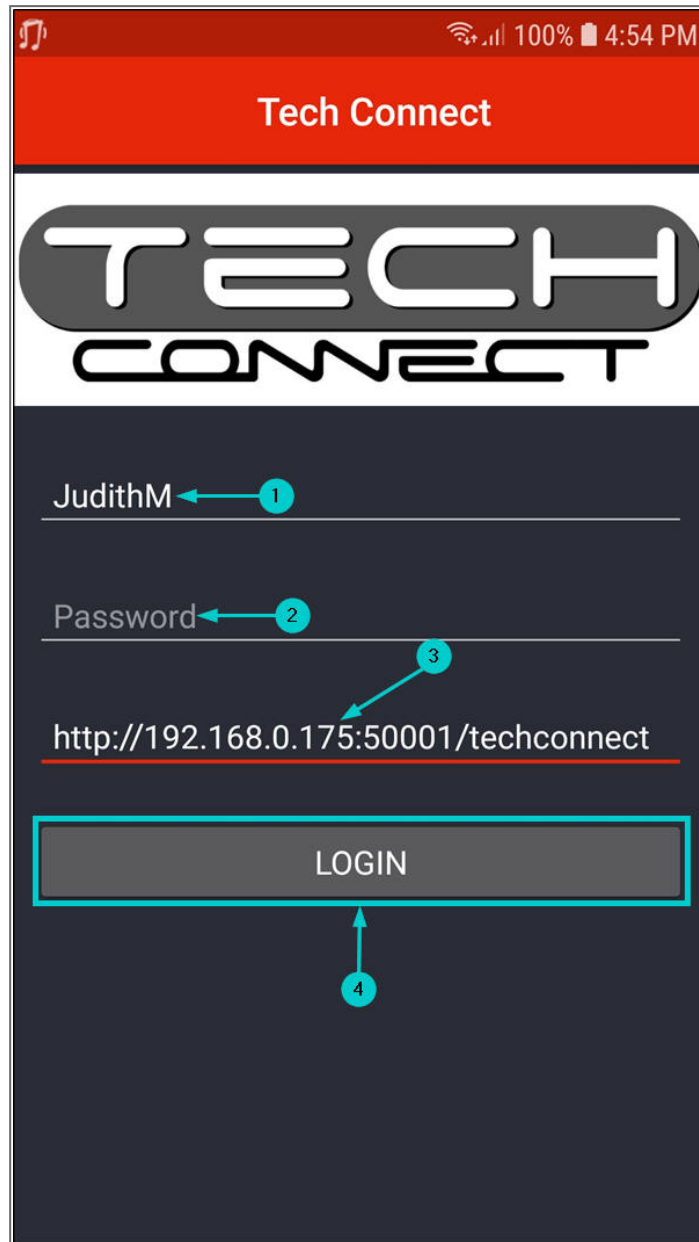 100% 4:54 PM
Tech Connect
TECH
CONNECT
JudithM
1
Password
2
3
http://192.168.0.175:50001/techconnect
LOGIN
4